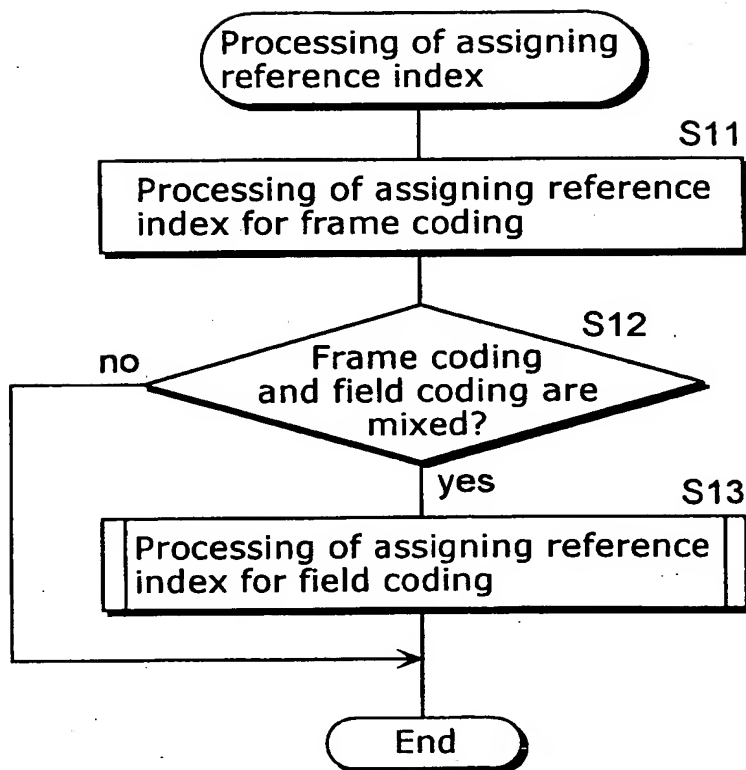 Processing of assigning
reference index
S11
Processing of assigning reference
index for frame coding
S12
Frame coding
and field coding are
mixed?
no
yes
S13
Processing of assigning reference
index for field coding
End